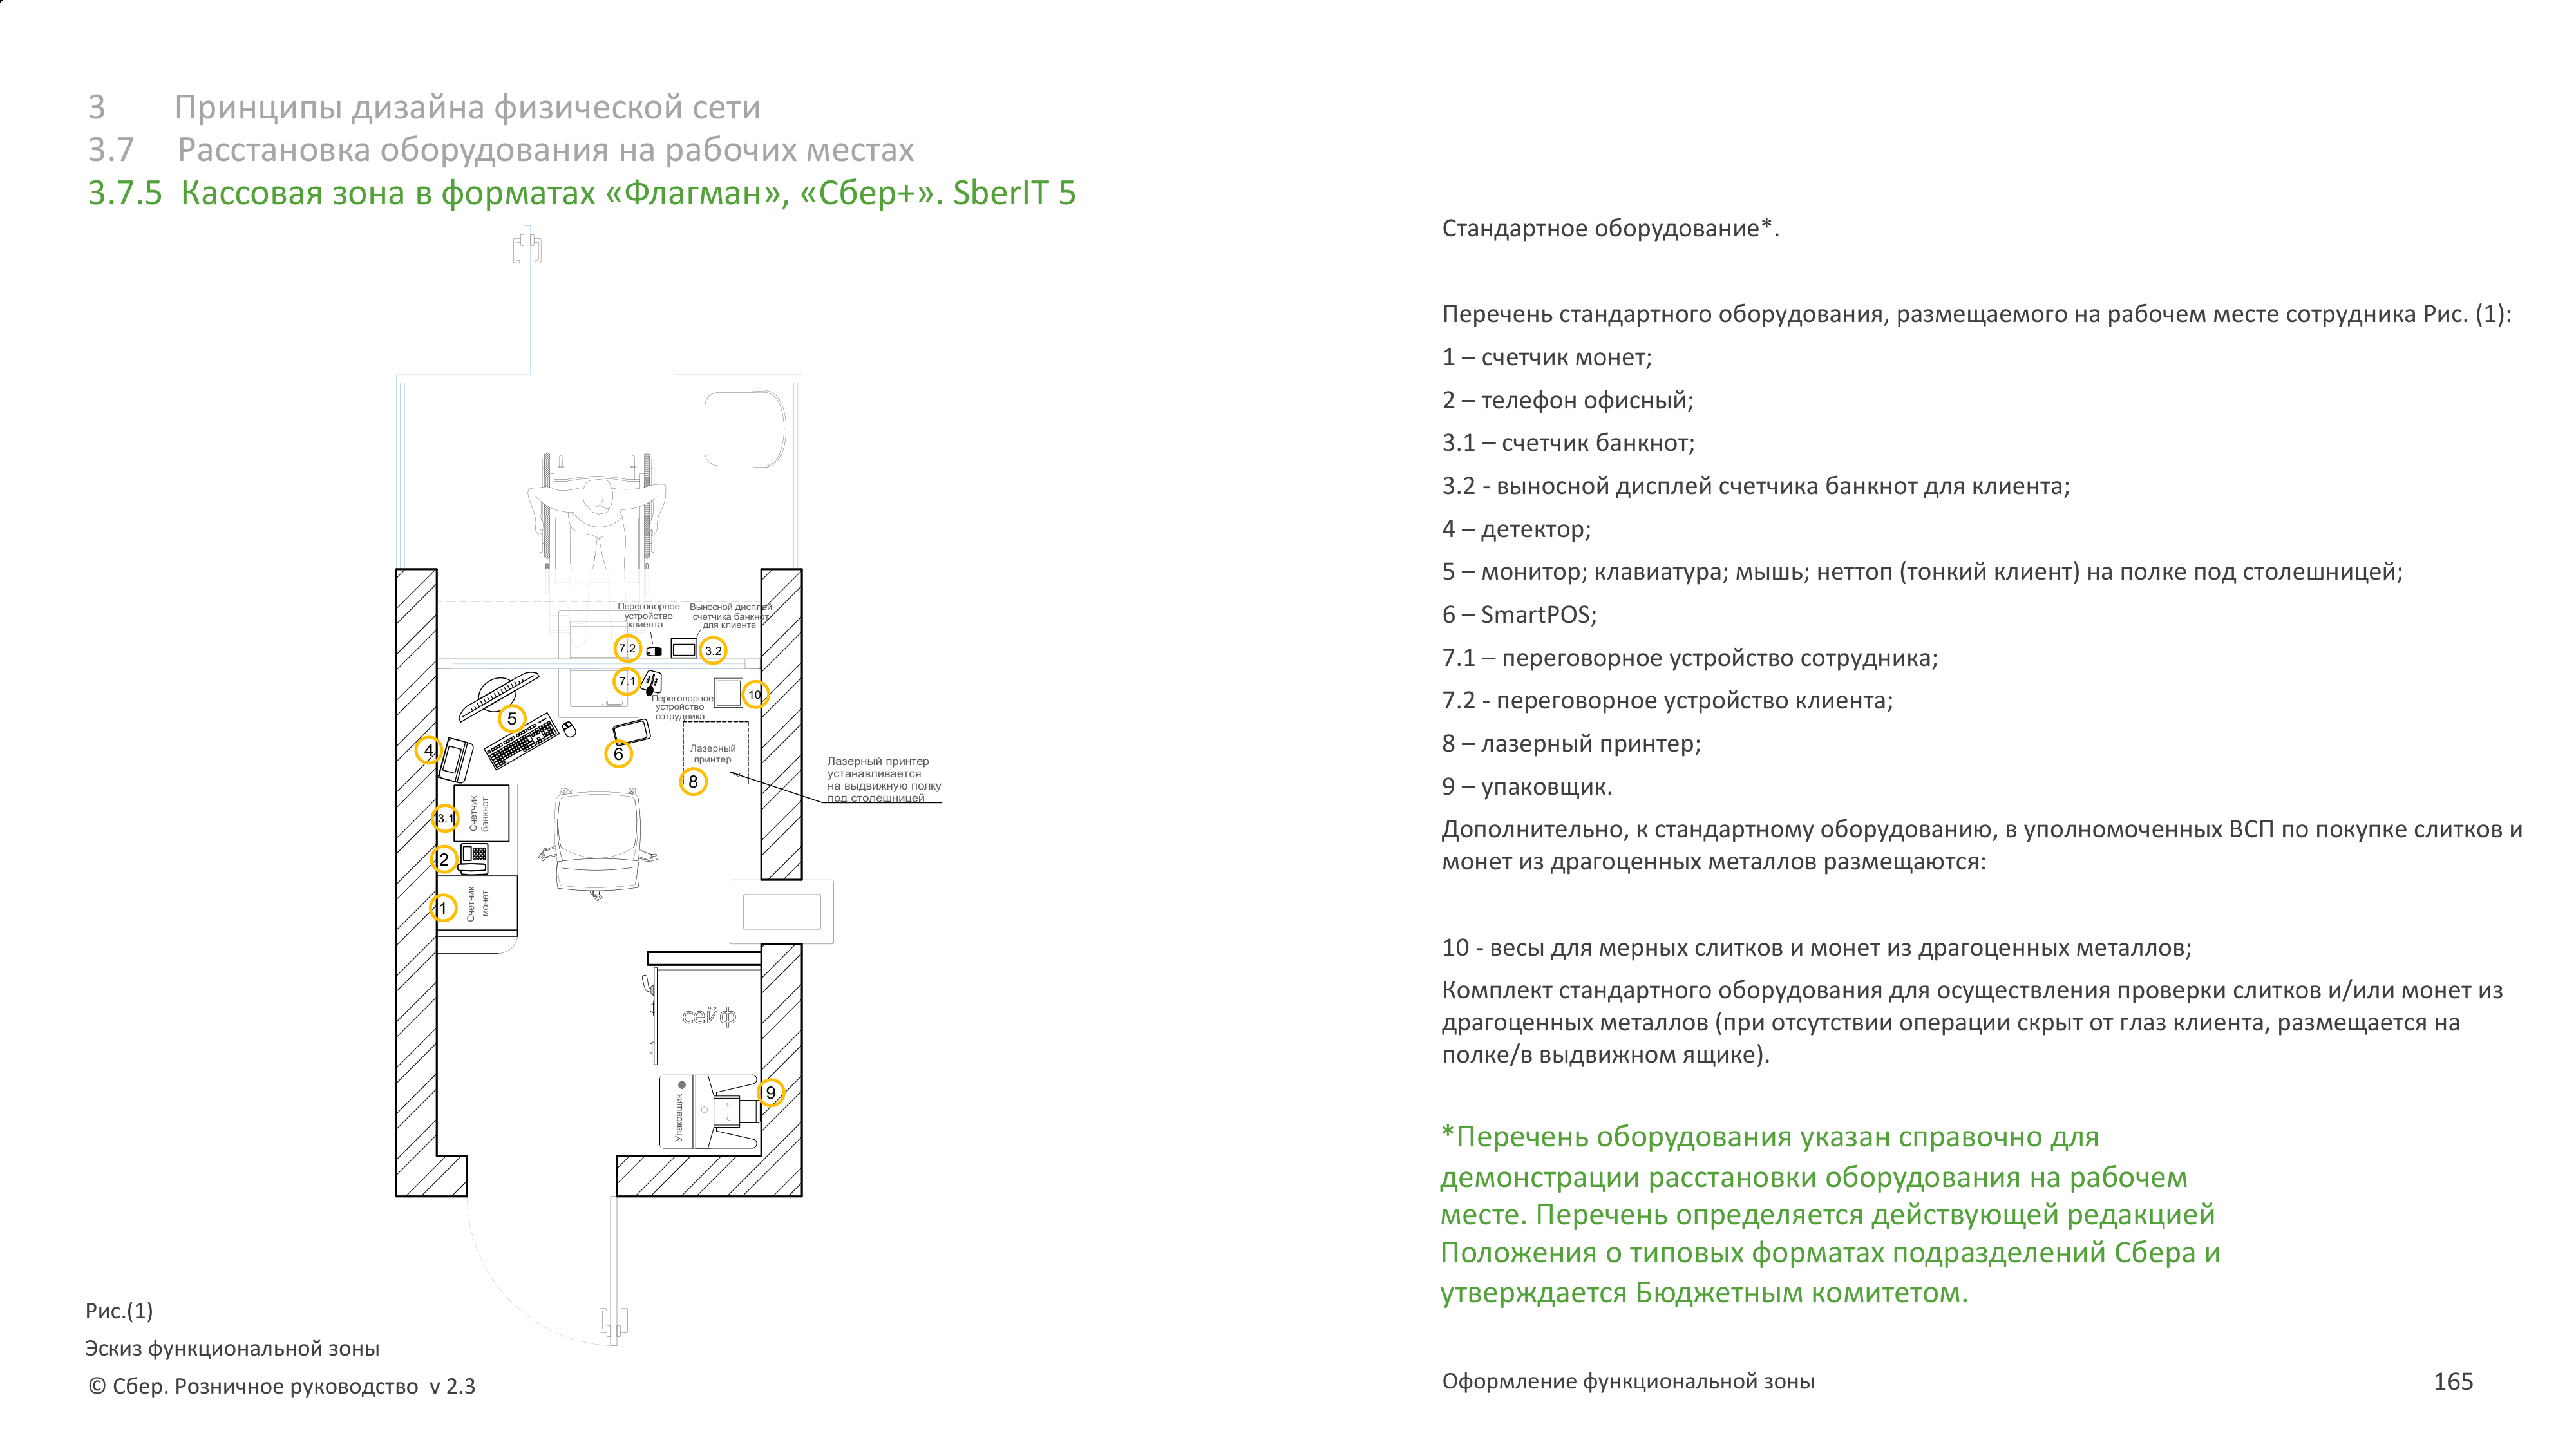 3 Принципы дизайна физической сети
3.7 Расстановка оборудования на рабочих местах
3.7.5 Кассовая зона в форматах «Флагман», «Сбер+». SberIT 5
Переговорное
устройство
клиента
Выносной дисплей
счетчика банкнот
для клиента
7.2
3.2
7.1
10
Переговорное
устройство
сотрудника
5
4
6
Лазерный
принтер
8
Лазерный принтер
устанавливается
на выдвижную полку
под столешницей
3.1
Счетчик
банкнот
2
1
Счетчик
монет
сейф
9
Упаковщик
Рис.(1)
Эскиз функциональной зоны
© Сбер. Розничное руководство v 2.3
Стандартное оборудование*.
Перечень стандартного оборудования, размещаемого на рабочем месте сотрудника Рис. (1):
1 – счетчик монет;
2 – телефон офисный;
3.1 – счетчик банкнот;
3.2 - выносной дисплей счетчика банкнот для клиента;
4 – детектор;
5 – монитор; клавиатура; мышь; неттоп (тонкий клиент) на полке под столешницей;
6 – SmartPOS;
7.1 – переговорное устройство сотрудника;
7.2 - переговорное устройство клиента;
8 – лазерный принтер;
9 – упаковщик.
Дополнительно, к стандартному оборудованию, в уполномоченных ВСП по покупке слитков и
монет из драгоценных металлов размещаются:
10 - весы для мерных слитков и монет из драгоценных металлов;
Комплект стандартного оборудования для осуществления проверки слитков и/или монет из
драгоценных металлов (при отсутствии операции скрыт от глаз клиента, размещается на
полке/в выдвижном ящике).
*Перечень оборудования указан справочно для
демонстрации расстановки оборудования на рабочем
месте. Перечень определяется действующей редакцией
Положения о типовых форматах подразделений Сбера и
утверждается Бюджетным комитетом.
Оформление функциональной зоны
165